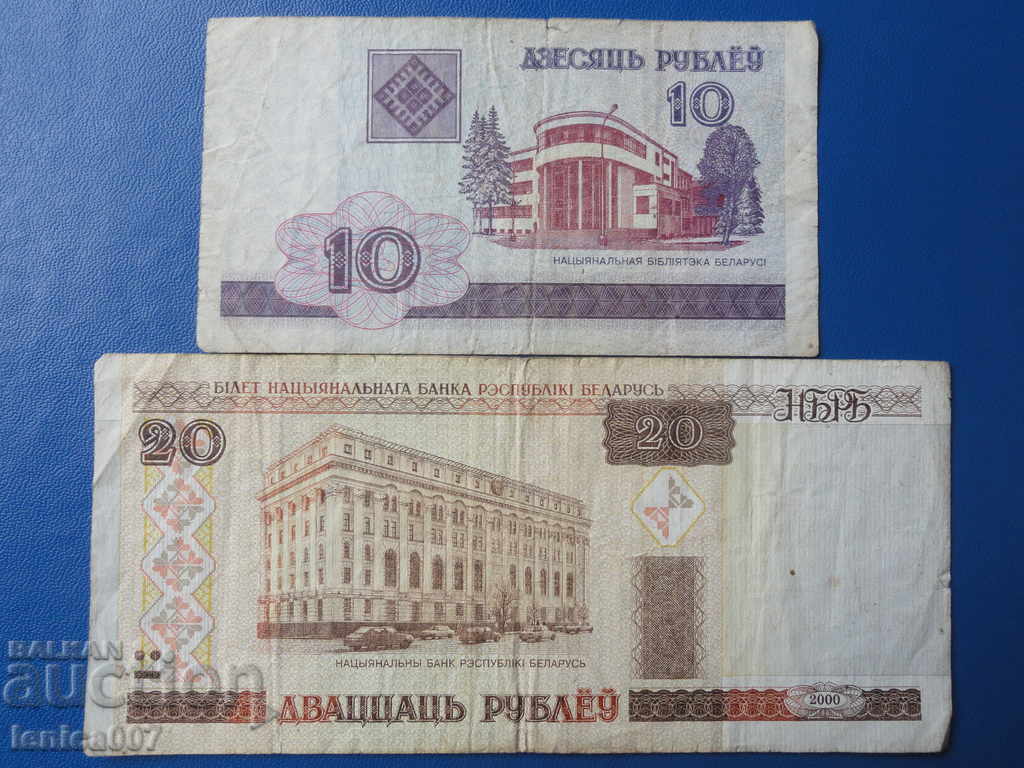 ДЗЕСЯЦЬ РУБЛЁЎ
10
НАЦЫЯНАЛЬНАЯ БІБЛІЯТЭКА БЕЛАРУСІ
10
БІЛЕТ НАЦЫЯНАЛЬНАГА БАНКА РЭСПУБЛІКІ БЕЛАРУСЬ
НБРБ
20
20
НАЦЫЯНАЛЬНЫ БАНК РЭСПУБЛІКІ БЕЛАРУСЬ
ДВАЦЦАЦЬ РУБЛЁЎ
2000
BALKAN
auction
ienica007